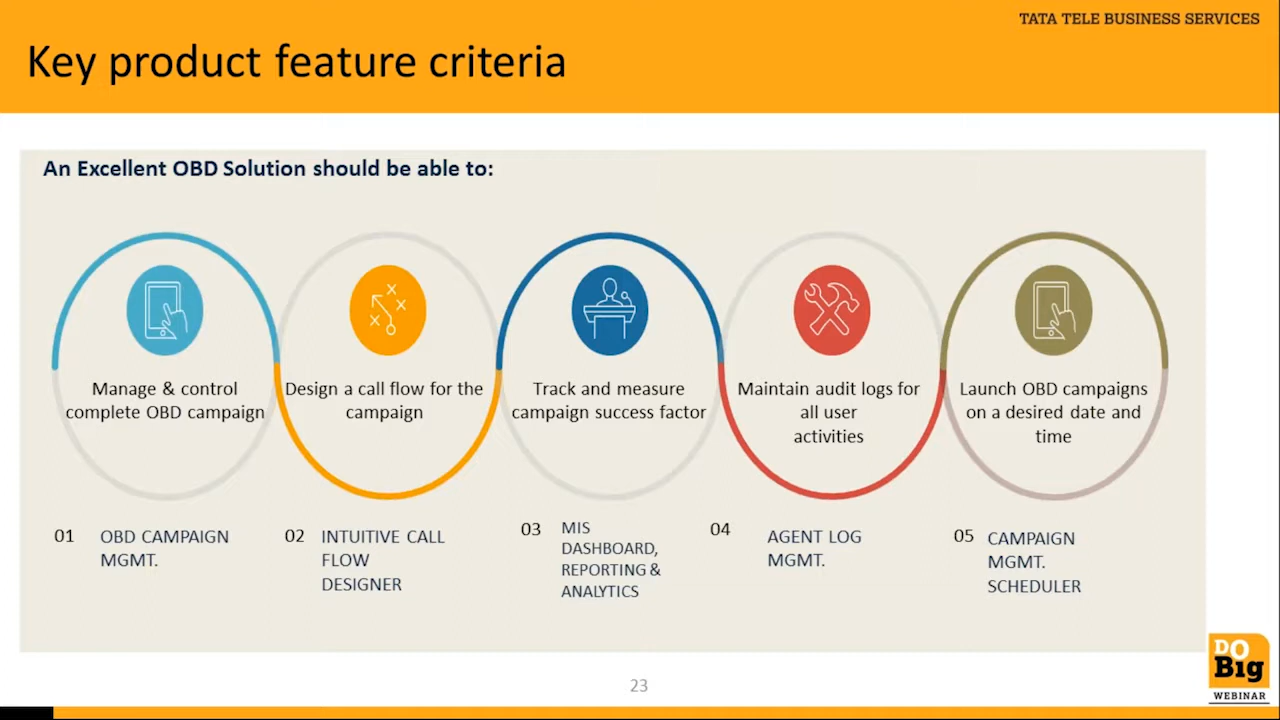 TATA TELE BUSINESS SERVICES
Key product feature criteria
An Excellent OBD Solution should be able to:
Manage & control
complete OBD campaign
Design a call flow for the
campaign
Track and measure
campaign success factor
Maintain audit logs for
all user
activities
Launch OBD campaigns
on a desired date and
time
01
OBD CAMPAIGN
MGMT.
02
INTUITIVE CALL
FLOW
DESIGNER
03
MIS
DASHBOARD,
REPORTING &
ANALYTICS
04
AGENT LOG
MGMT.
05
CAMPAIGN
MGMT.
SCHEDULER
23
DO
Big
WEBINAR